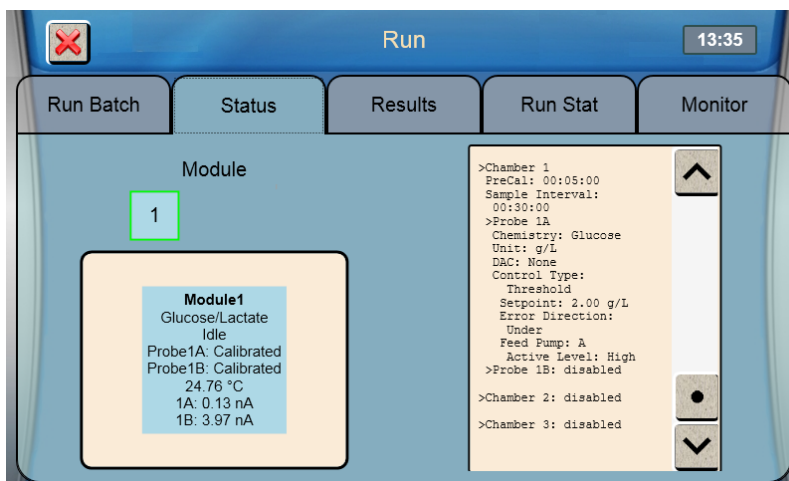 Run
13:35
Run Batch
Status
Results
Run Stat
Monitor
Module
1
Module1
Glucose/Lactate
Idle
Probe1A: Calibrated
Probe1B: Calibrated
24.76 °C
1A: 0.13 nA
1B: 3.97 nA
>Chamber 1
PreCal: 00:05:00
Sample Interval:
00:30:00
>Probe 1A
Chemistry: Glucose
Unit: g/L
DAC: None
Control Type:
Threshold
Setpoint: 2.00 g/L
Error Direction:
Under
Feed Pump: A
Active Level: High
>Probe 1B: disabled
>Chamber 2: disabled
>Chamber 3: disabled